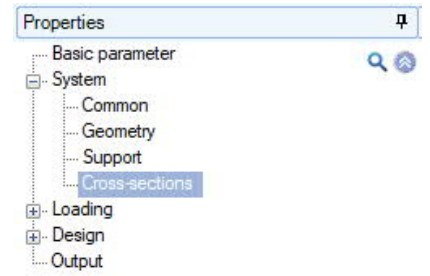 Properties
Basic parameter
System
Common
Geometry
Support
Cross-sections
Loading
Design
Output